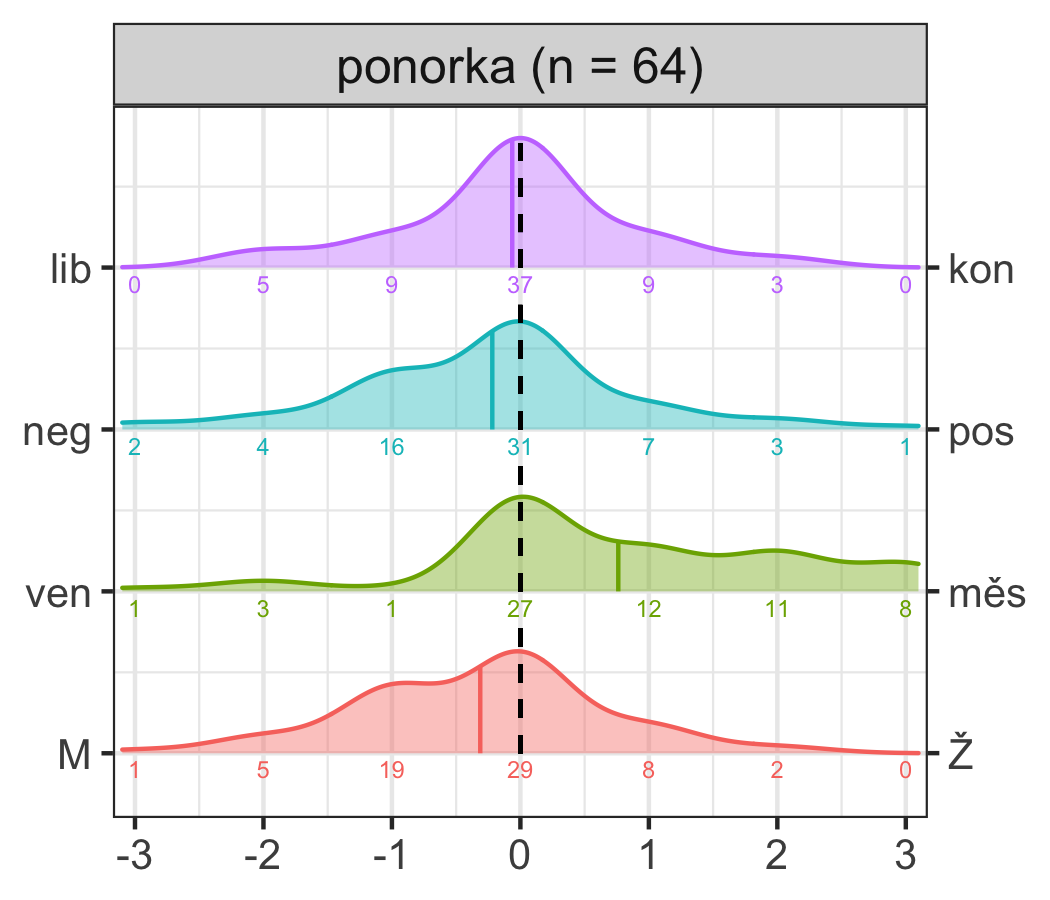 ponorka (n = 64)
lib kon
0 5 9 37 9 3 0
neg pos
2 4 16 31 7 3 1
ven měs
1 3 1 27 12 11 8
M Ž
1 5 19 29 8 2 0
-3 -2 -1 0 1 2 3